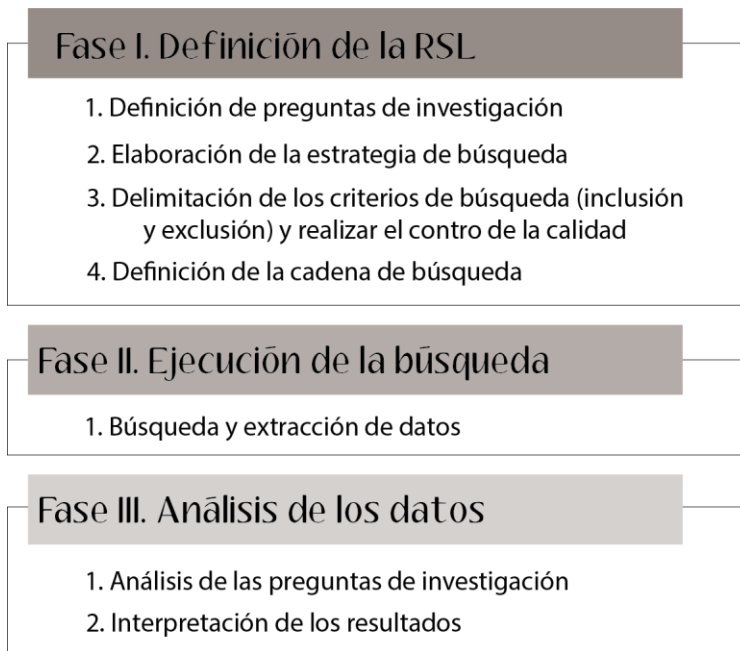 Fase I. Definición de la RSL
1. Definición de preguntas de investigación
2. Elaboración de la estrategia de búsqueda
3. Delimitación de los criterios de búsqueda (inclusión
y exclusión) y realizar el contro de la calidad
4. Definición de la cadena de búsqueda
Fase II. Ejecución de la búsqueda
1. Búsqueda y extracción de datos
Fase III. Análisis de los datos
1. Análisis de las preguntas de investigación
2. Interpretación de los resultados